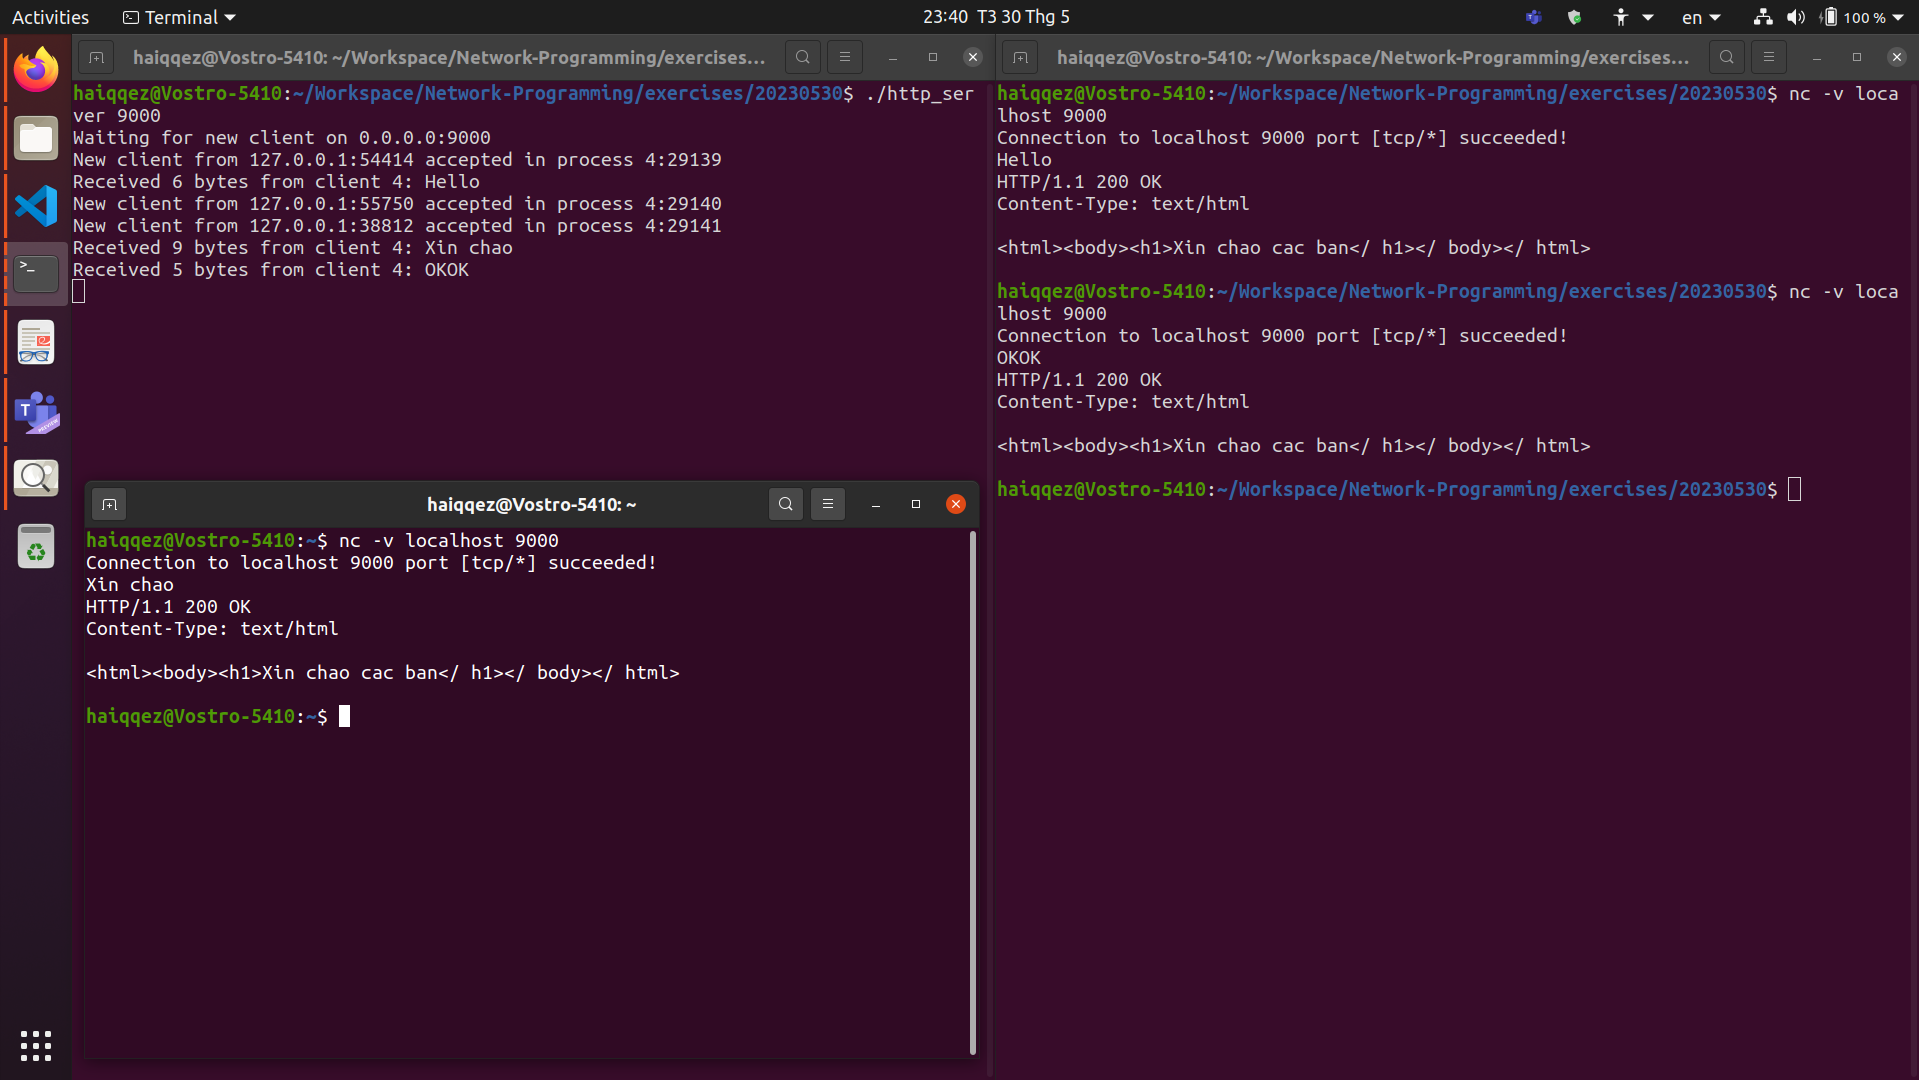 Activities
Terminal
23:40 T3 30 Thg 5
en
100 %
haiqqez@Vostro-5410: ~/Workspace/Network-Programming/exercises...
haiqqez@Vostro-5410:~/Workspace/Network-Programming/exercises/20230530$ ./http_ser
ver 9000
Waiting for new client on 0.0.0.0:9000
New client from 127.0.0.1:54414 accepted in process 4:29139
Received 6 bytes from client 4: Hello
New client from 127.0.0.1:55750 accepted in process 4:29140
New client from 127.0.0.1:38812 accepted in process 4:29141
Received 9 bytes from client 4: Xin chao
Received 5 bytes from client 4: OKOK
haiqqez@Vostro-5410: ~
haiqqez@Vostro-5410:~$ nc -v localhost 9000
Connection to localhost 9000 port [tcp/*] succeeded!
Xin chao
HTTP/1.1 200 OK
Content-Type: text/html
<html><body><h1>Xin chao cac ban</ h1></ body></ html>
haiqqez@Vostro-5410:~$
haiqqez@Vostro-5410: ~/Workspace/Network-Programming/exercises...
haiqqez@Vostro-5410:~/Workspace/Network-Programming/exercises/20230530$ nc -v loca
lhost 9000
Connection to localhost 9000 port [tcp/*] succeeded!
Hello
HTTP/1.1 200 OK
Content-Type: text/html
<html><body><h1>Xin chao cac ban</ h1></ body></ html>
haiqqez@Vostro-5410:~/Workspace/Network-Programming/exercises/20230530$ nc -v loca
lhost 9000
Connection to localhost 9000 port [tcp/*] succeeded!
OKOK
HTTP/1.1 200 OK
Content-Type: text/html
<html><body><h1>Xin chao cac ban</ h1></ body></ html>
haiqqez@Vostro-5410:~/Workspace/Network-Programming/exercises/20230530$